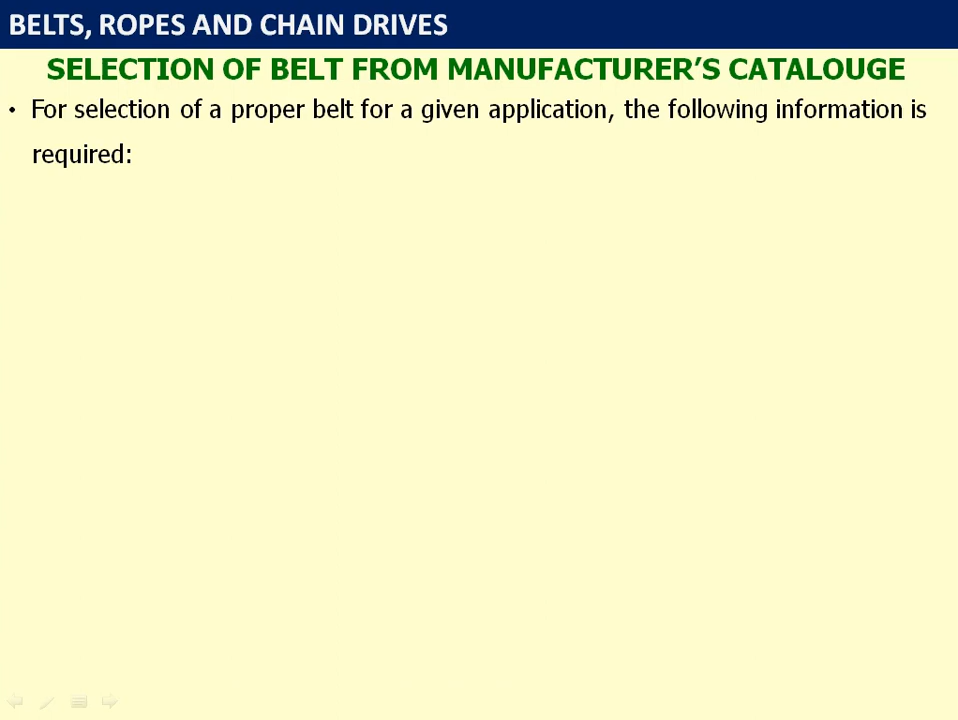 BELTS, ROPES AND CHAIN DRIVES
SELECTION OF BELT FROM MANUFACTURER’S CATALOUGE
• For selection of a proper belt for a given application, the following information is
required: